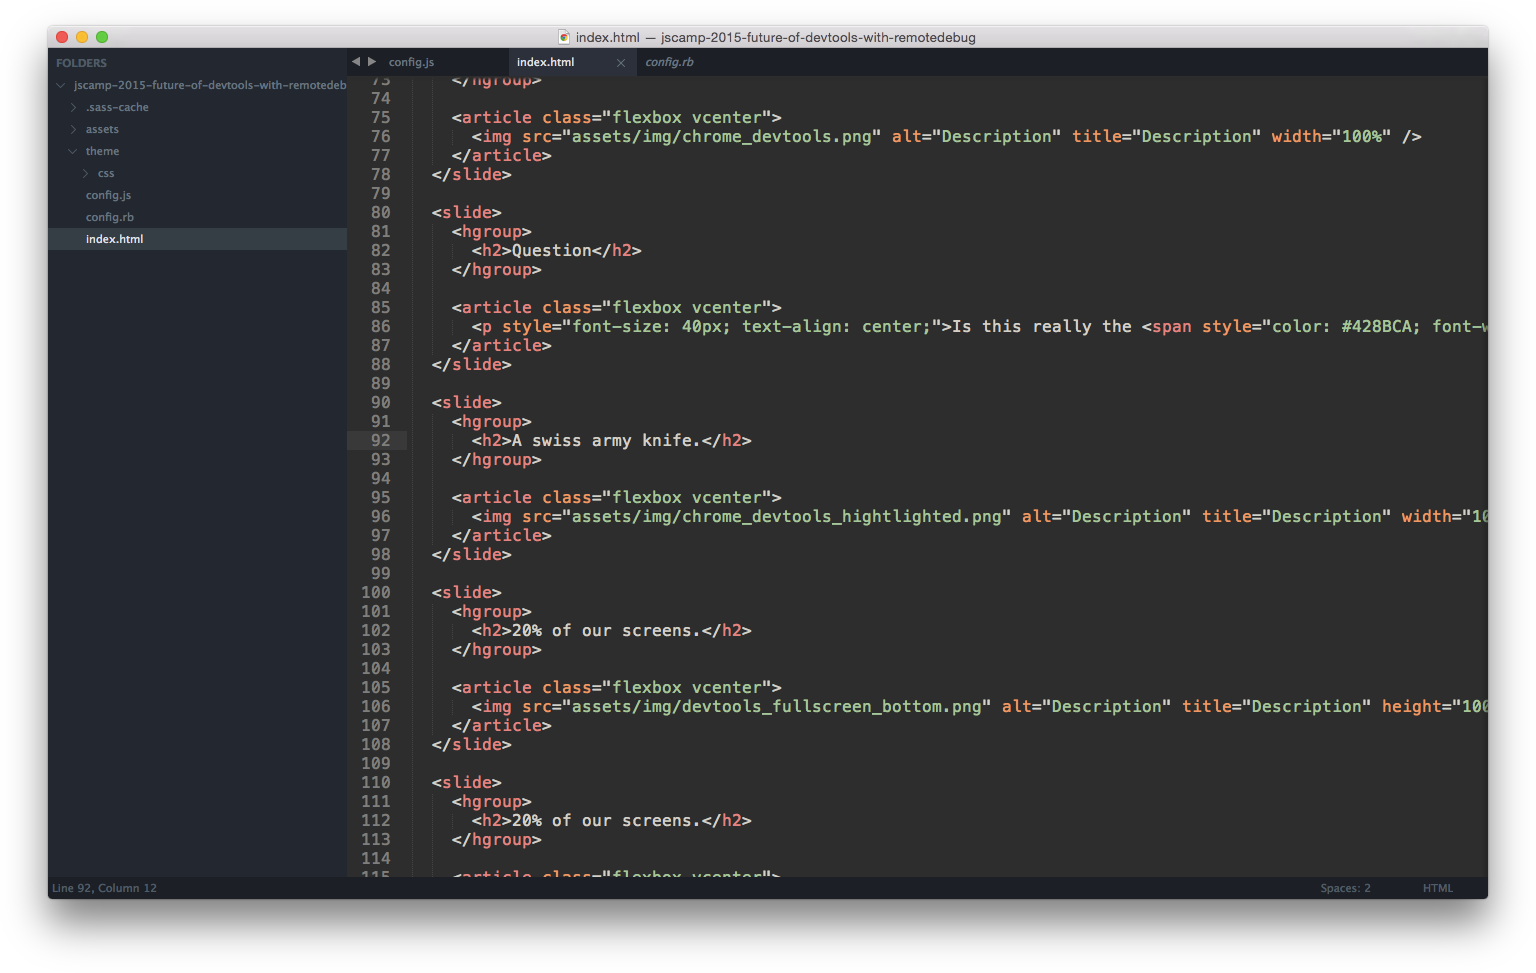 index.html — jscamp-2015-future-of-devtools-with-remotedebug
FOLDERS
jscamp-2015-future-of-devtools-with-remotedeb
.sass-cache
assets
theme
css
config.js
config.rb
index.html
config.js index.html config.rb
73 </hgroup>
74
75 <article class="flexbox vcenter">
76 <img src="assets/img/chrome_devtools.png" alt="Description" title="Description" width="100%" />
77 </article>
78 </slide>
79
80 <slide>
81 <hgroup>
82 <h2>Question</h2>
83 </hgroup>
84
85 <article class="flexbox vcenter">
86 <p style="font-size: 40px; text-align: center;">Is this really the <span style="color: #428BCA; font-w
87 </article>
88 </slide>
89
90 <slide>
91 <hgroup>
92 <h2>A swiss army knife.</h2>
93 </hgroup>
94
95 <article class="flexbox vcenter">
96 <img src="assets/img/chrome_devtools_hightlighted.png" alt="Description" title="Description" width="10
97 </article>
98 </slide>
99
100 <slide>
101 <hgroup>
102 <h2>20% of our screens.</h2>
103 </hgroup>
104
105 <article class="flexbox vcenter">
106 <img src="assets/img/devtools_fullscreen_bottom.png" alt="Description" title="Description" height="100
107 </article>
108 </slide>
109
110 <slide>
111 <hgroup>
112 <h2>20% of our screens.</h2>
113 </hgroup>
114
115 <article class="flexbox vcenter">
Line 92, Column 12
Spaces: 2 HTML